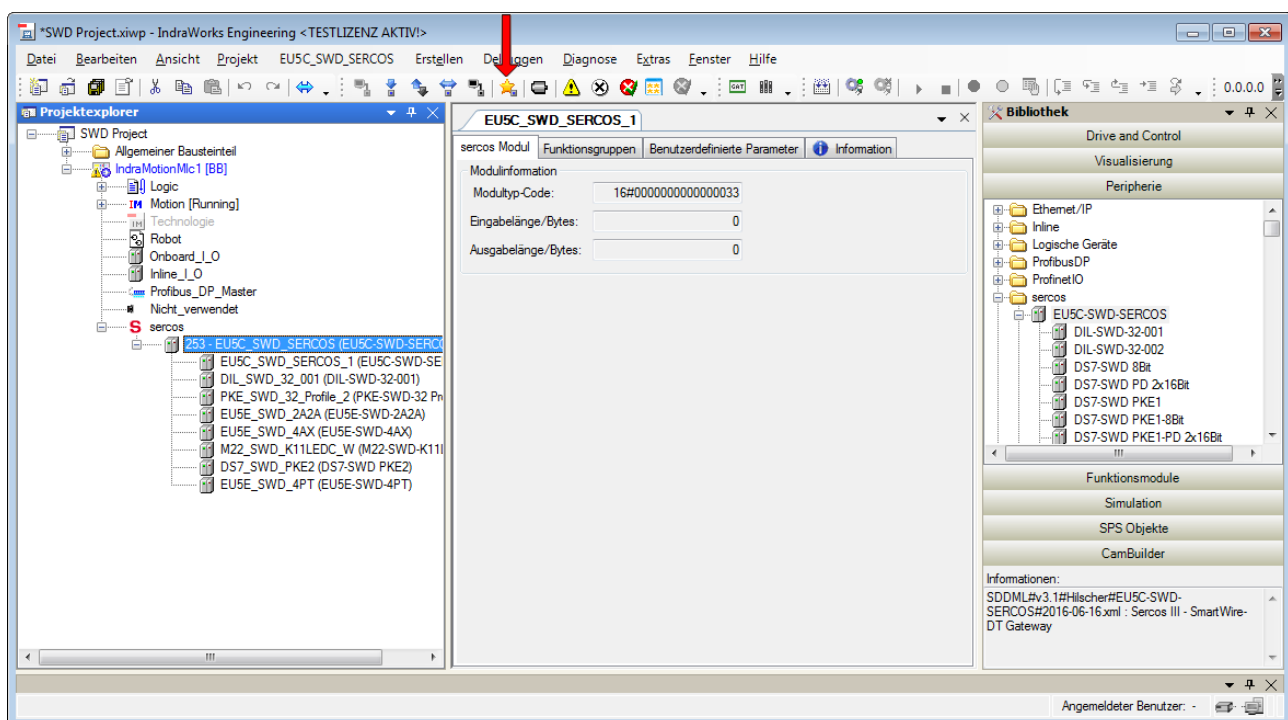 *SWD Project.xiwp - IndraWorks Engineering <TESTLIZENZ AKTIV!>
Datei Bearbeiten Ansicht Projekt EU5C_SWD_SERCOS Erstellen Debuggen Diagnose Extras Fenster Hilfe
CAT
0.0.0.0
Projektexplorer
SWD Project
Allgemeiner Bausteinteil
IndraMotionMlc1 [BB]
Logic
IM Motion [Running]
IM Technologie
Robot
Onboard_I_O
Inline_I_O
Profibus_DP_Master
Nicht_verwendet
S sercos
253 - EU5C_SWD_SERCOS (EU5C-SWD-SERCO
EU5C_SWD_SERCOS_1 (EU5C-SWD-SE
DIL_SWD_32_001 (DIL-SWD-32-001)
PKE_SWD_32_Profile_2 (PKE-SWD-32 Pro
EU5E_SWD_2A2A (EU5E-SWD-2A2A)
EU5E_SWD_4AX (EU5E-SWD-4AX)
M22_SWD_K11LEDC_W (M22-SWD-K11l
DS7_SWD_PKE2 (DS7-SWD PKE2)
EU5E_SWD_4PT (EU5E-SWD-4PT)
EU5C_SWD_SERCOS_1
sercos Modul Funktionsgruppen Benutzerdefinierte Parameter Information
Modulinformation
Modultyp-Code: 16#0000000000000033
Eingabelänge/Bytes: 0
Ausgabelänge/Bytes: 0
Bibliothek
Drive and Control
Visualisierung
Peripherie
Ethernet/IP
Inline
Logische Geräte
ProfibusDP
ProfinetIO
sercos
EU5C-SWD-SERCOS
DIL-SWD-32-001
DIL-SWD-32-002
DS7-SWD 8Bit
DS7-SWD PD 2x16Bit
DS7-SWD PKE1
DS7-SWD PKE1-8Bit
DS7-SWD PKE1-PD 2x16Bit
Funktionsmodule
Simulation
SPS Objekte
CamBuilder
Informationen:
SDDML#v3.1#Hilscher#EU5C-SWD-
SERCOS#2016-06-16.xml : Sercos III - SmartWire-
DT Gateway
Angemeldeter Benutzer: -